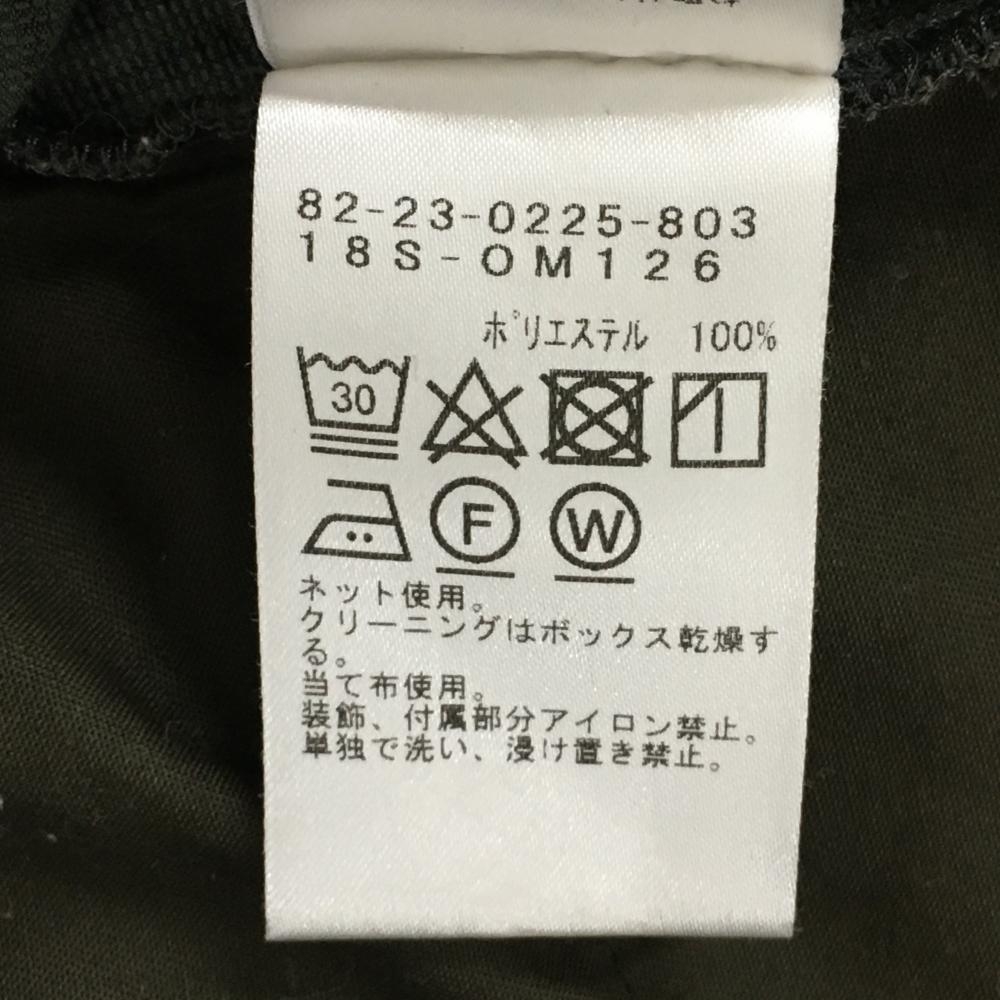 82-23-0225-803
18S-OM126
ポリエステル 100%
30
F W
ネット使用。
クリーニングはボックス乾燥す
る。
当て布使用。
装飾、付属部分アイロン禁止。
単独で洗い、浸け置き禁止。